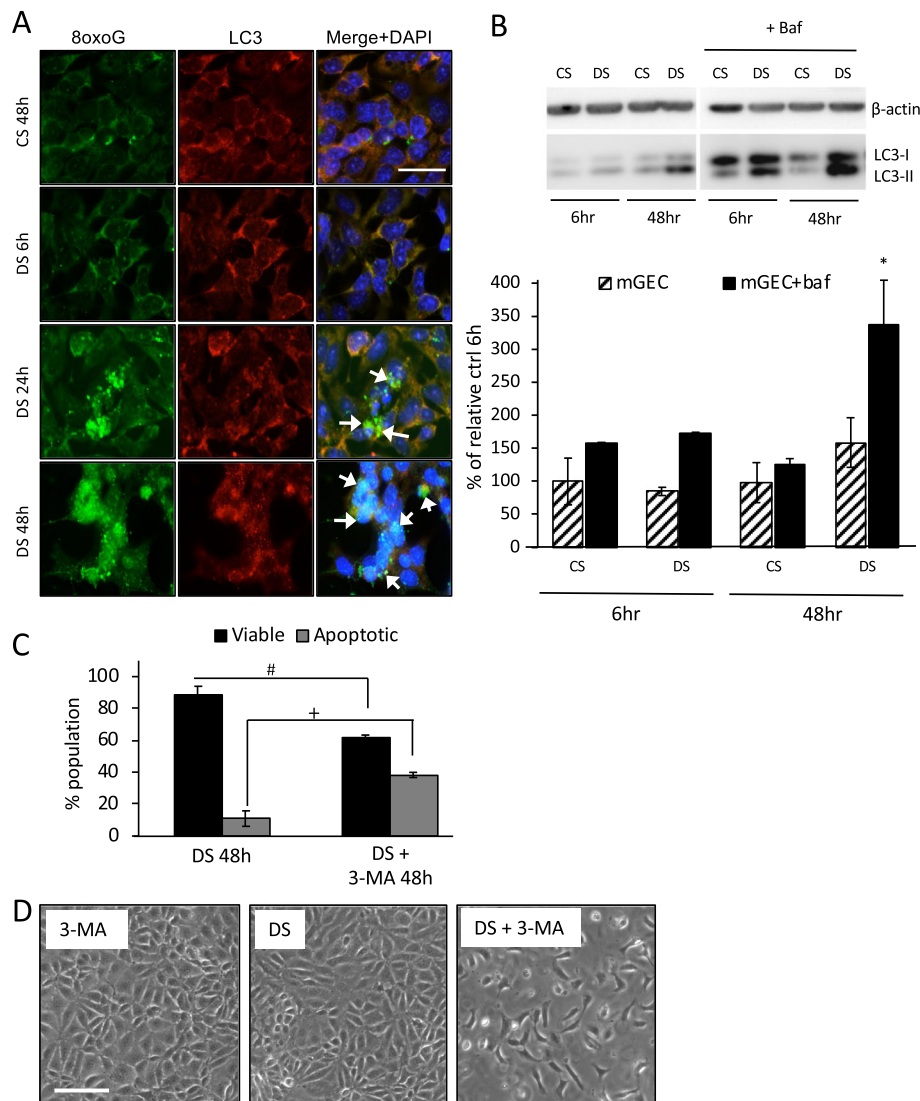 A
8oxoG LC3 Merge+DAPI
CS 48h
DS 6h
DS 24h
DS 48h
B
+ Baf
CS DS CS DS CS DS CS DS
β-actin
LC3-I
LC3-II
6hr 48hr 6hr 48hr
*
mGEC mGEC+baf
% of relative ctrl 6h
400
350
300
250
200
150
100
50
0
CS DS CS DS
6hr 48hr
C
Viable Apoptotic
#
+
% population
100
80
60
40
20
0
DS 48h DS +
3-MA 48h
D
3-MA DS DS + 3-MA